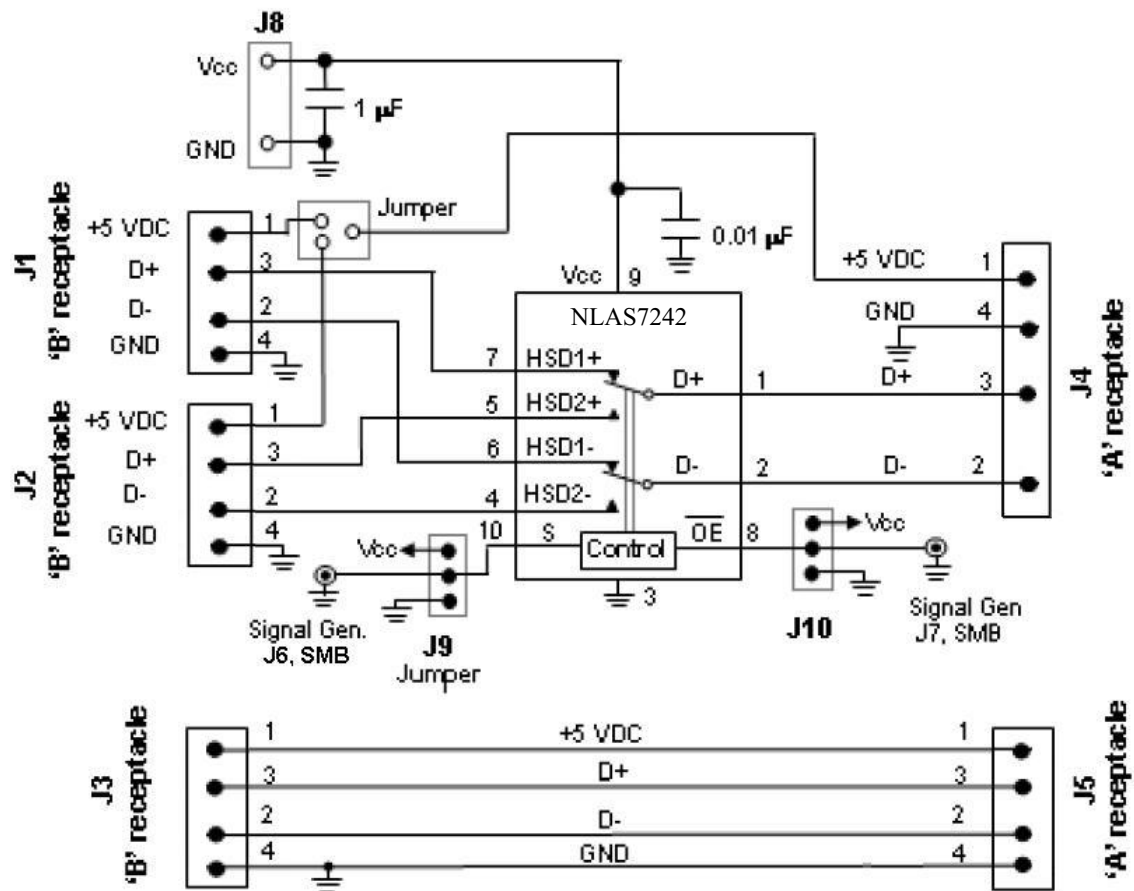 J8
Vcc
1 µF
GND
J1
'B' receptacle
+5 VDC
1
D+
3
D-
2
GND
4
Jumper
0.01 µF
Vcc 9
NLAS7242
J2
'B' receptacle
+5 VDC
1
D+
3
D-
2
GND
4
7 HSD1+
5 HSD2+
6 HSD1-
4 HSD2-
10 S
Control
OE 8
3
D+ 1
D- 2
+5 VDC 1
GND 4
D+ 3
D- 2
J4
'A' receptacle
Vcc
Signal Gen.
J6, SMB
J9
Jumper
Vcc
J10
Signal Gen
J7, SMB
J3
'B' receptacle
1 +5 VDC 1
3 D+ 3
2 D- 2
4 GND 4
J5
'A' receptacle